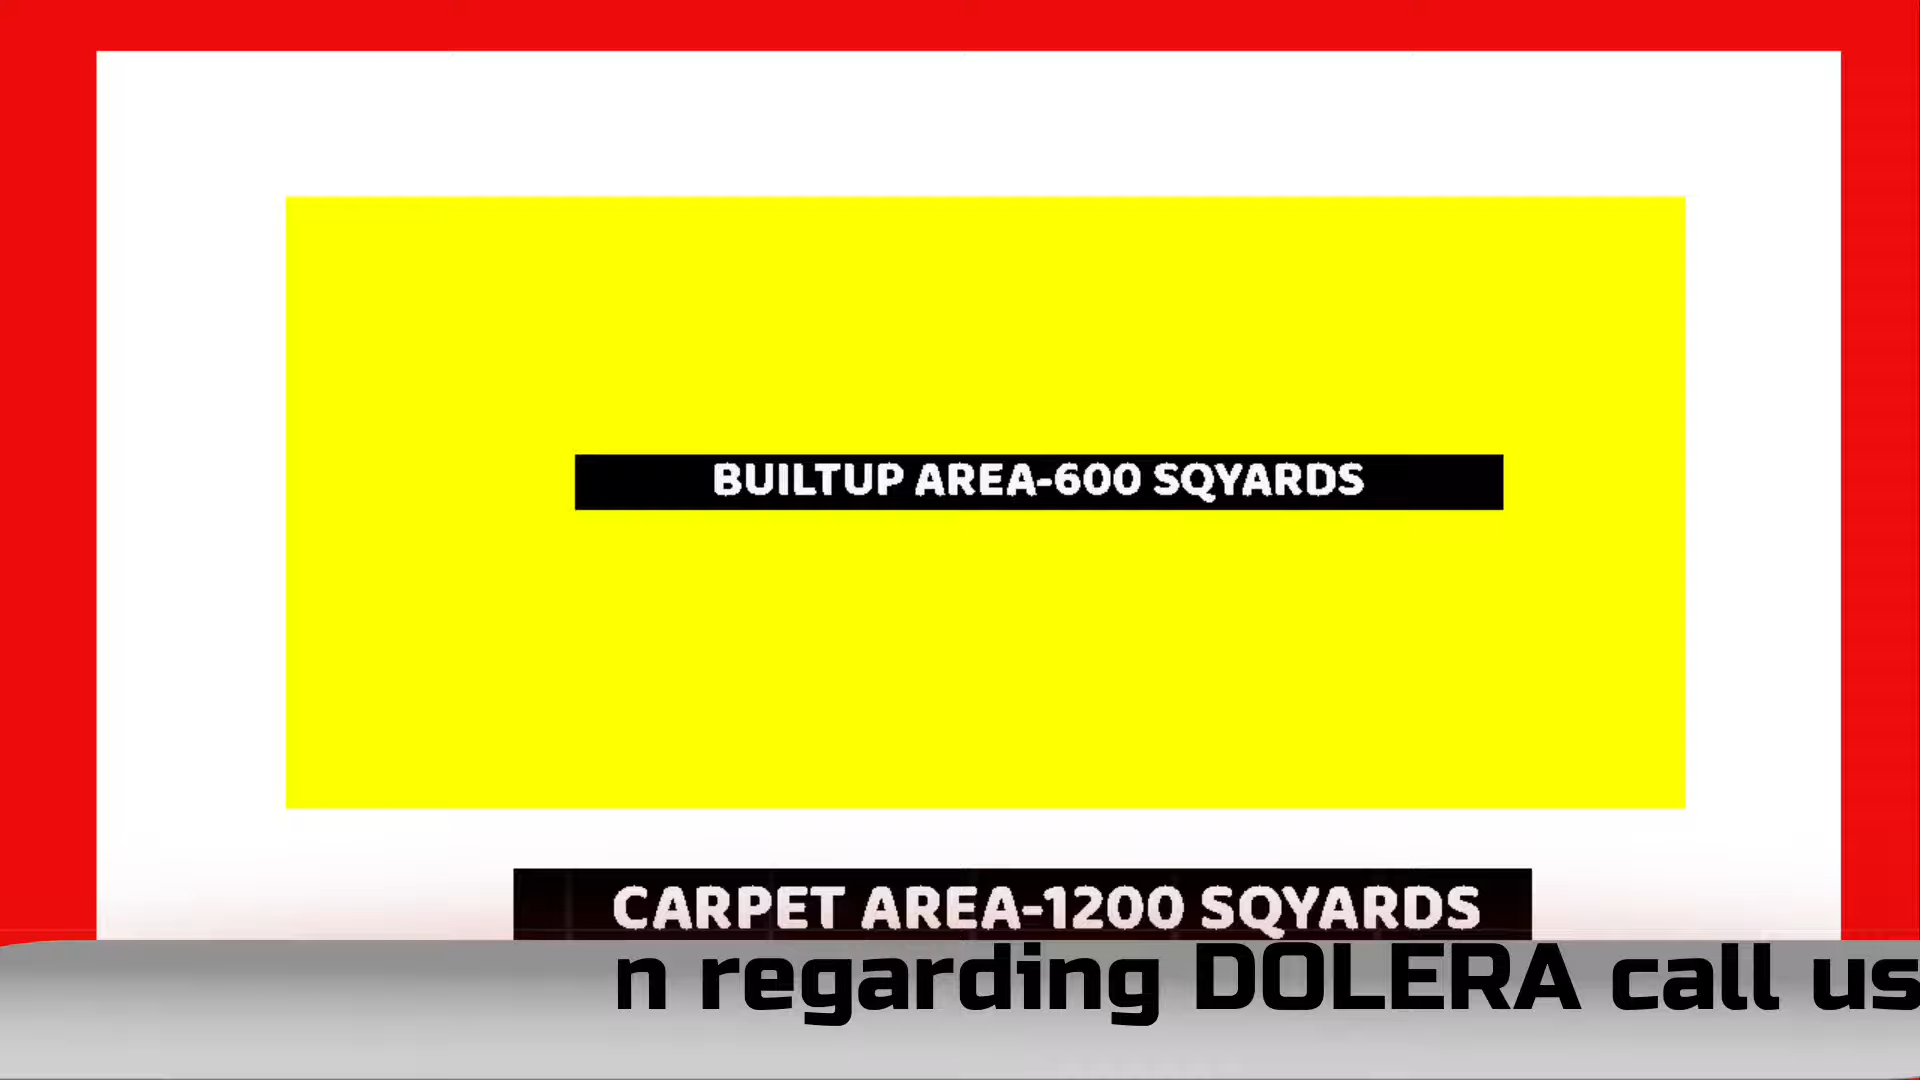 BUILTUP AREA-600 SQYARDS
CARPET AREA-1200 SQYARDS
n regarding DOLERA call us